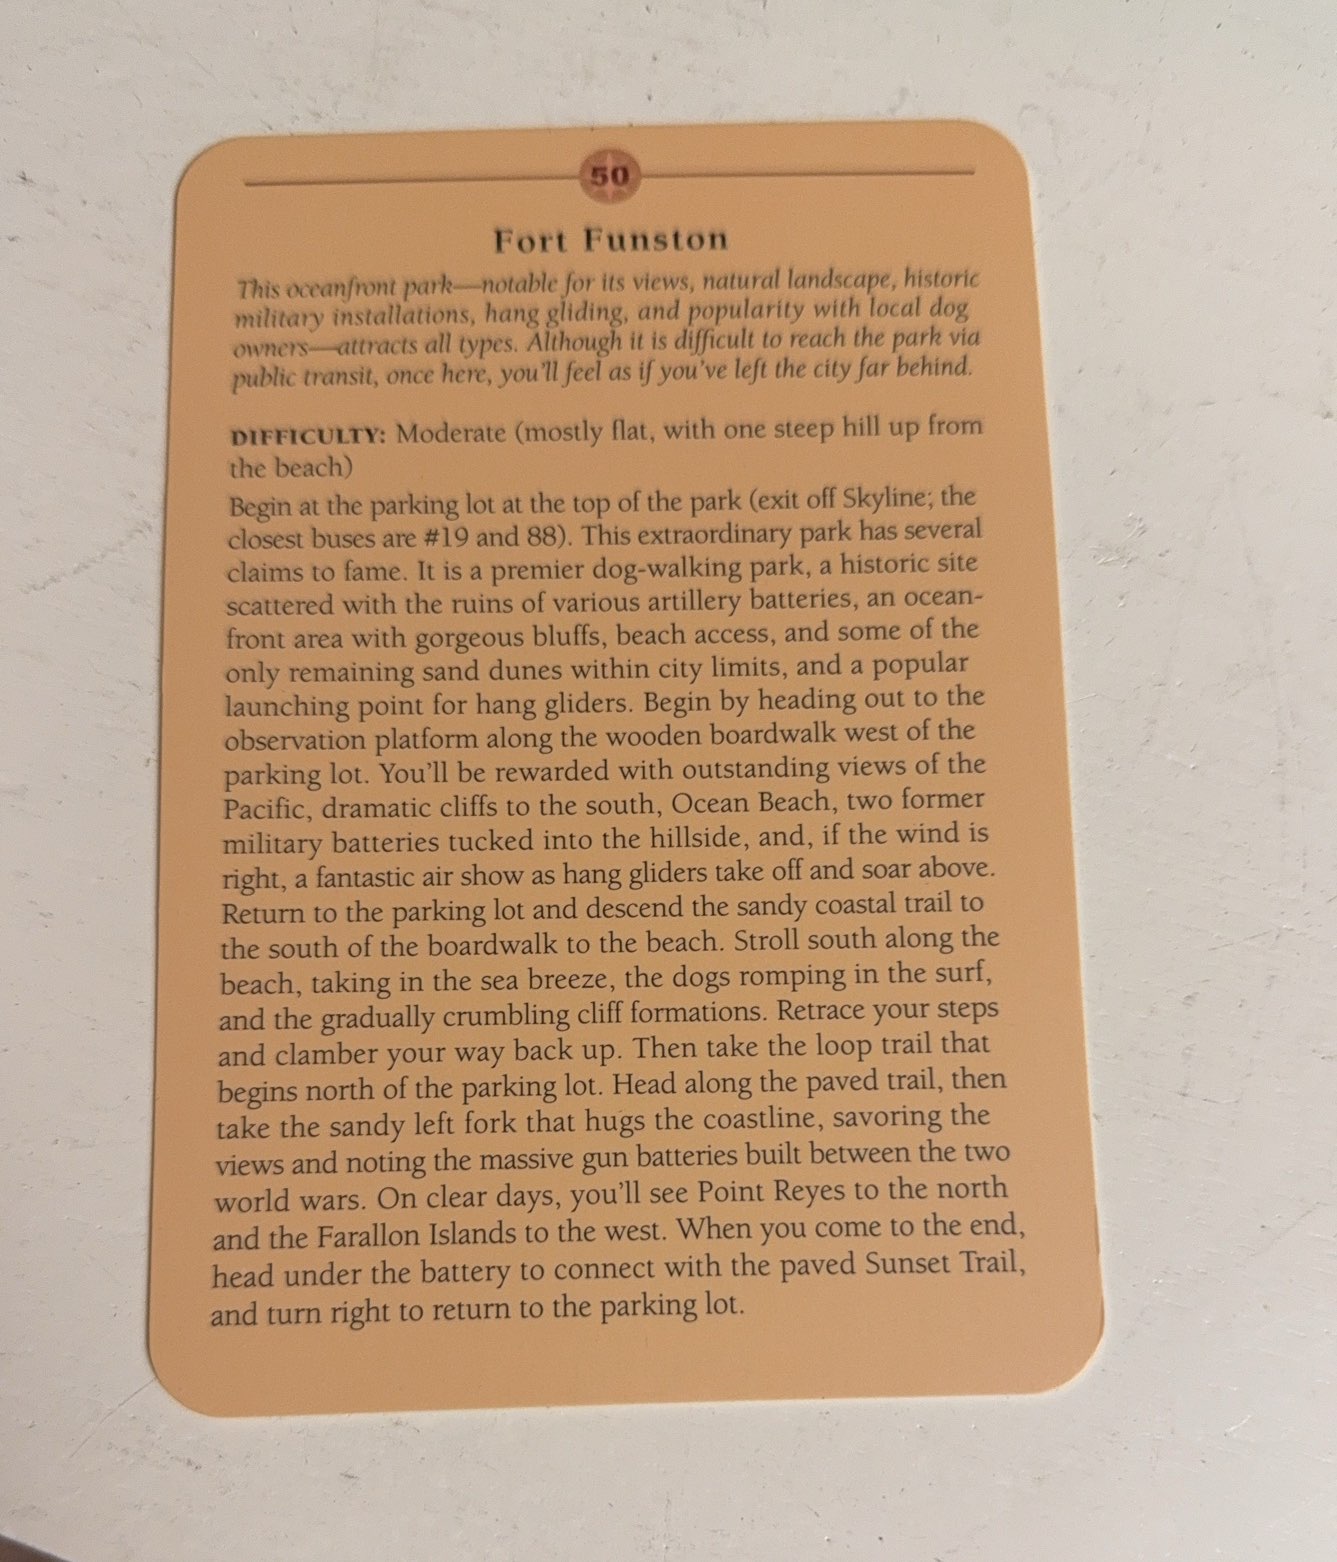 50
Fort Funston
This oceanfront park—notable for its views, natural landscape, historic
military installations, hang gliding, and popularity with local dog
owners—attracts all types. Although it is difficult to reach the park via
public transit, once here, you'll feel as if you've left the city far behind.
DIFFICULTY: Moderate (mostly flat, with one steep hill up from
the beach)
Begin at the parking lot at the top of the park (exit off Skyline; the
closest buses are #19 and 88). This extraordinary park has several
claims to fame. It is a premier dog-walking park, a historic site
scattered with the ruins of various artillery batteries, an ocean-
front area with gorgeous bluffs, beach access, and some of the
only remaining sand dunes within city limits, and a popular
launching point for hang gliders. Begin by heading out to the
observation platform along the wooden boardwalk west of the
parking lot. You'll be rewarded with outstanding views of the
Pacific, dramatic cliffs to the south, Ocean Beach, two former
military batteries tucked into the hillside, and, if the wind is
right, a fantastic air show as hang gliders take off and soar above.
Return to the parking lot and descend the sandy coastal trail to
the south of the boardwalk to the beach. Stroll south along the
beach, taking in the sea breeze, the dogs romping in the surf,
and the gradually crumbling cliff formations. Retrace your steps
and clamber your way back up. Then take the loop trail that
begins north of the parking lot. Head along the paved trail, then
take the sandy left fork that hugs the coastline, savoring the
views and noting the massive gun batteries built between the two
world wars. On clear days, you'll see Point Reyes to the north
and the Farallon Islands to the west. When you come to the end,
head under the battery to connect with the paved Sunset Trail,
and turn right to return to the parking lot.